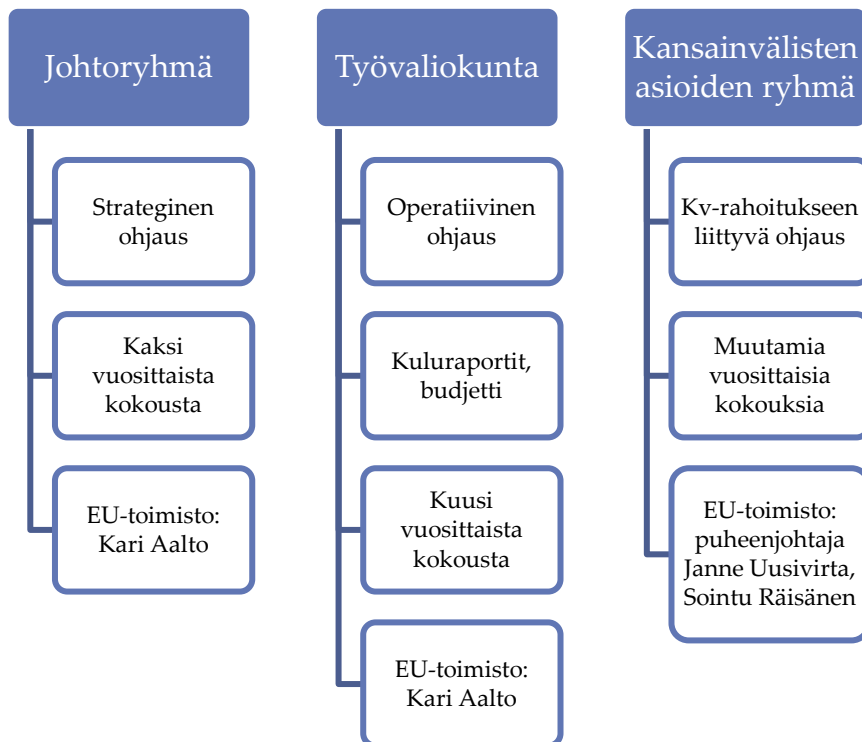 Johtoryhmä
Strateginen
ohjaus
Kaksi
vuosittaista
kokousta
EU-toimisto:
Kari Aalto
Työvaliokunta
Operatiivinen
ohjaus
Kuluraportit,
budjetti
Kuusi
vuosittaista
kokousta
EU-toimisto:
Kari Aalto
Kansainvälisten
asioiden ryhmä
Kv-rahoitukseen
liittyvä ohjaus
Muutamia
vuosittaisia
kokouksia
EU-toimisto:
puheenjohtaja
Janne Uusivirta,
Sointu Räisänen